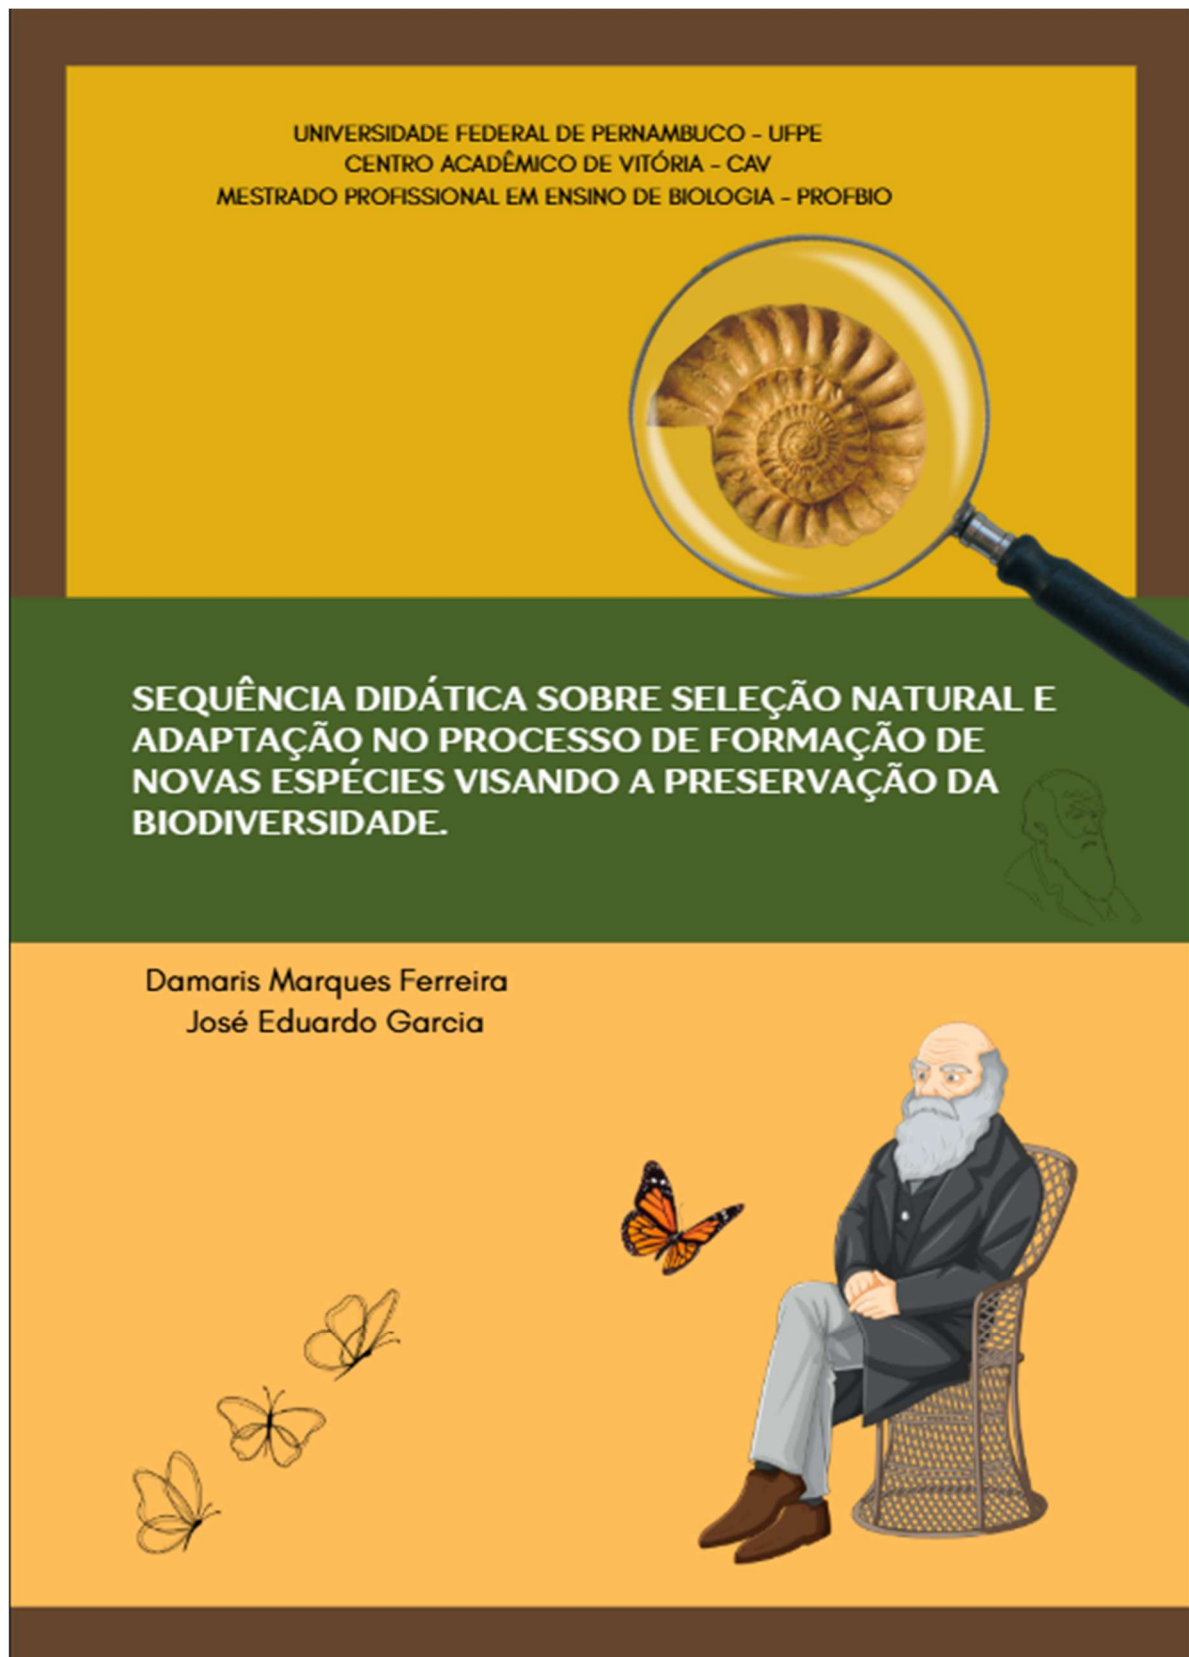 UNIVERSIDADE FEDERAL DE PERNAMBUCO - UFPE
CENTRO ACADÊMICO DE VITÓRIA - CAV
MESTRADO PROFISSIONAL EM ENSINO DE BIOLOGIA - PROFBIO
SEQUÊNCIA DIDÁTICA SOBRE SELEÇÃO NATURAL E
ADAPTAÇÃO NO PROCESSO DE FORMAÇÃO DE
NOVAS ESPÉCIES VISANDO A PRESERVAÇÃO DA
BIODIVERSIDADE.
Damaris Marques Ferreira
José Eduardo Garcia